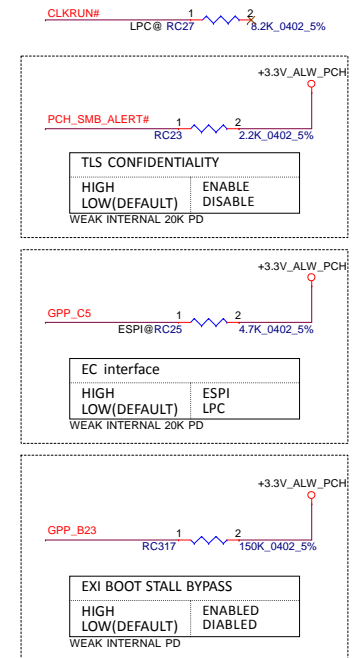 CLKRUN# 1 2
LPC@ RC27 8.2K_0402_5%
+3.3V_ALW_PCH
PCH_SMB_ALERT# 1 2
RC23 2.2K_0402_5%
TLS CONFIDENTIALITY
HIGH ENABLE
LOW(DEFAULT) DISABLE
WEAK INTERNAL 20K PD
+3.3V_ALW_PCH
GPP_C5 1 2
ESPI@RC25 4.7K_0402_5%
EC interface
HIGH ESPI
LOW(DEFAULT) LPC
WEAK INTERNAL 20K PD
+3.3V_ALW_PCH
GPP_B23 1 2
RC317 150K_0402_5%
EXI BOOT STALL BYPASS
HIGH ENABLED
LOW(DEFAULT) DIABLED
WEAK INTERNAL PD